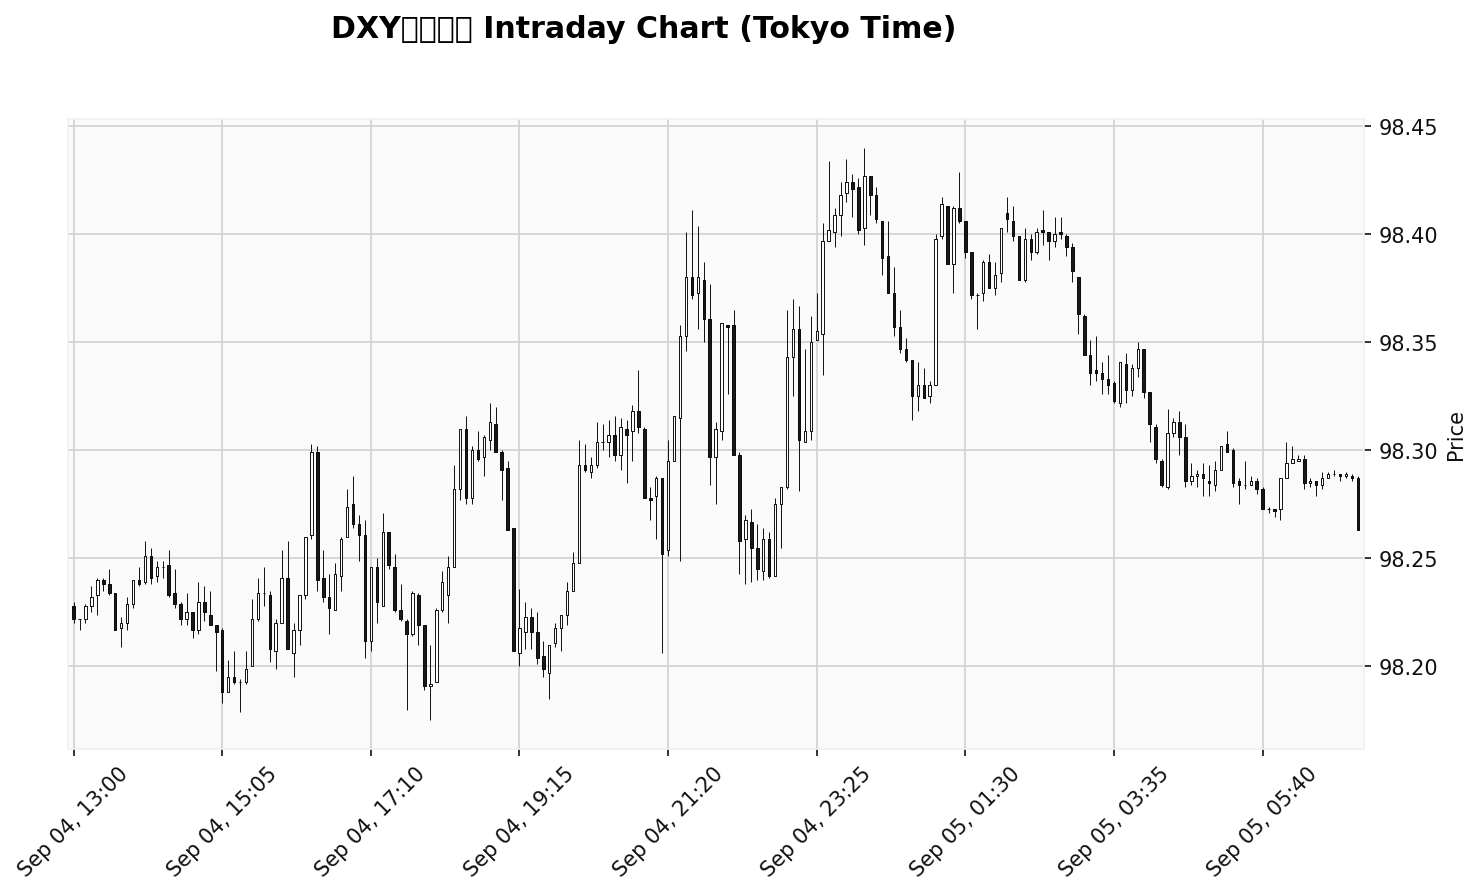 DXY Intraday Chart (Tokyo Time)
98.45
98.40
98.35
98.30
98.25
98.20
Price
Sep 04, 13:00
Sep 04, 15:05
Sep 04, 17:10
Sep 04, 19:15
Sep 04, 21:20
Sep 04, 23:25
Sep 05, 01:30
Sep 05, 03:35
Sep 05, 05:40